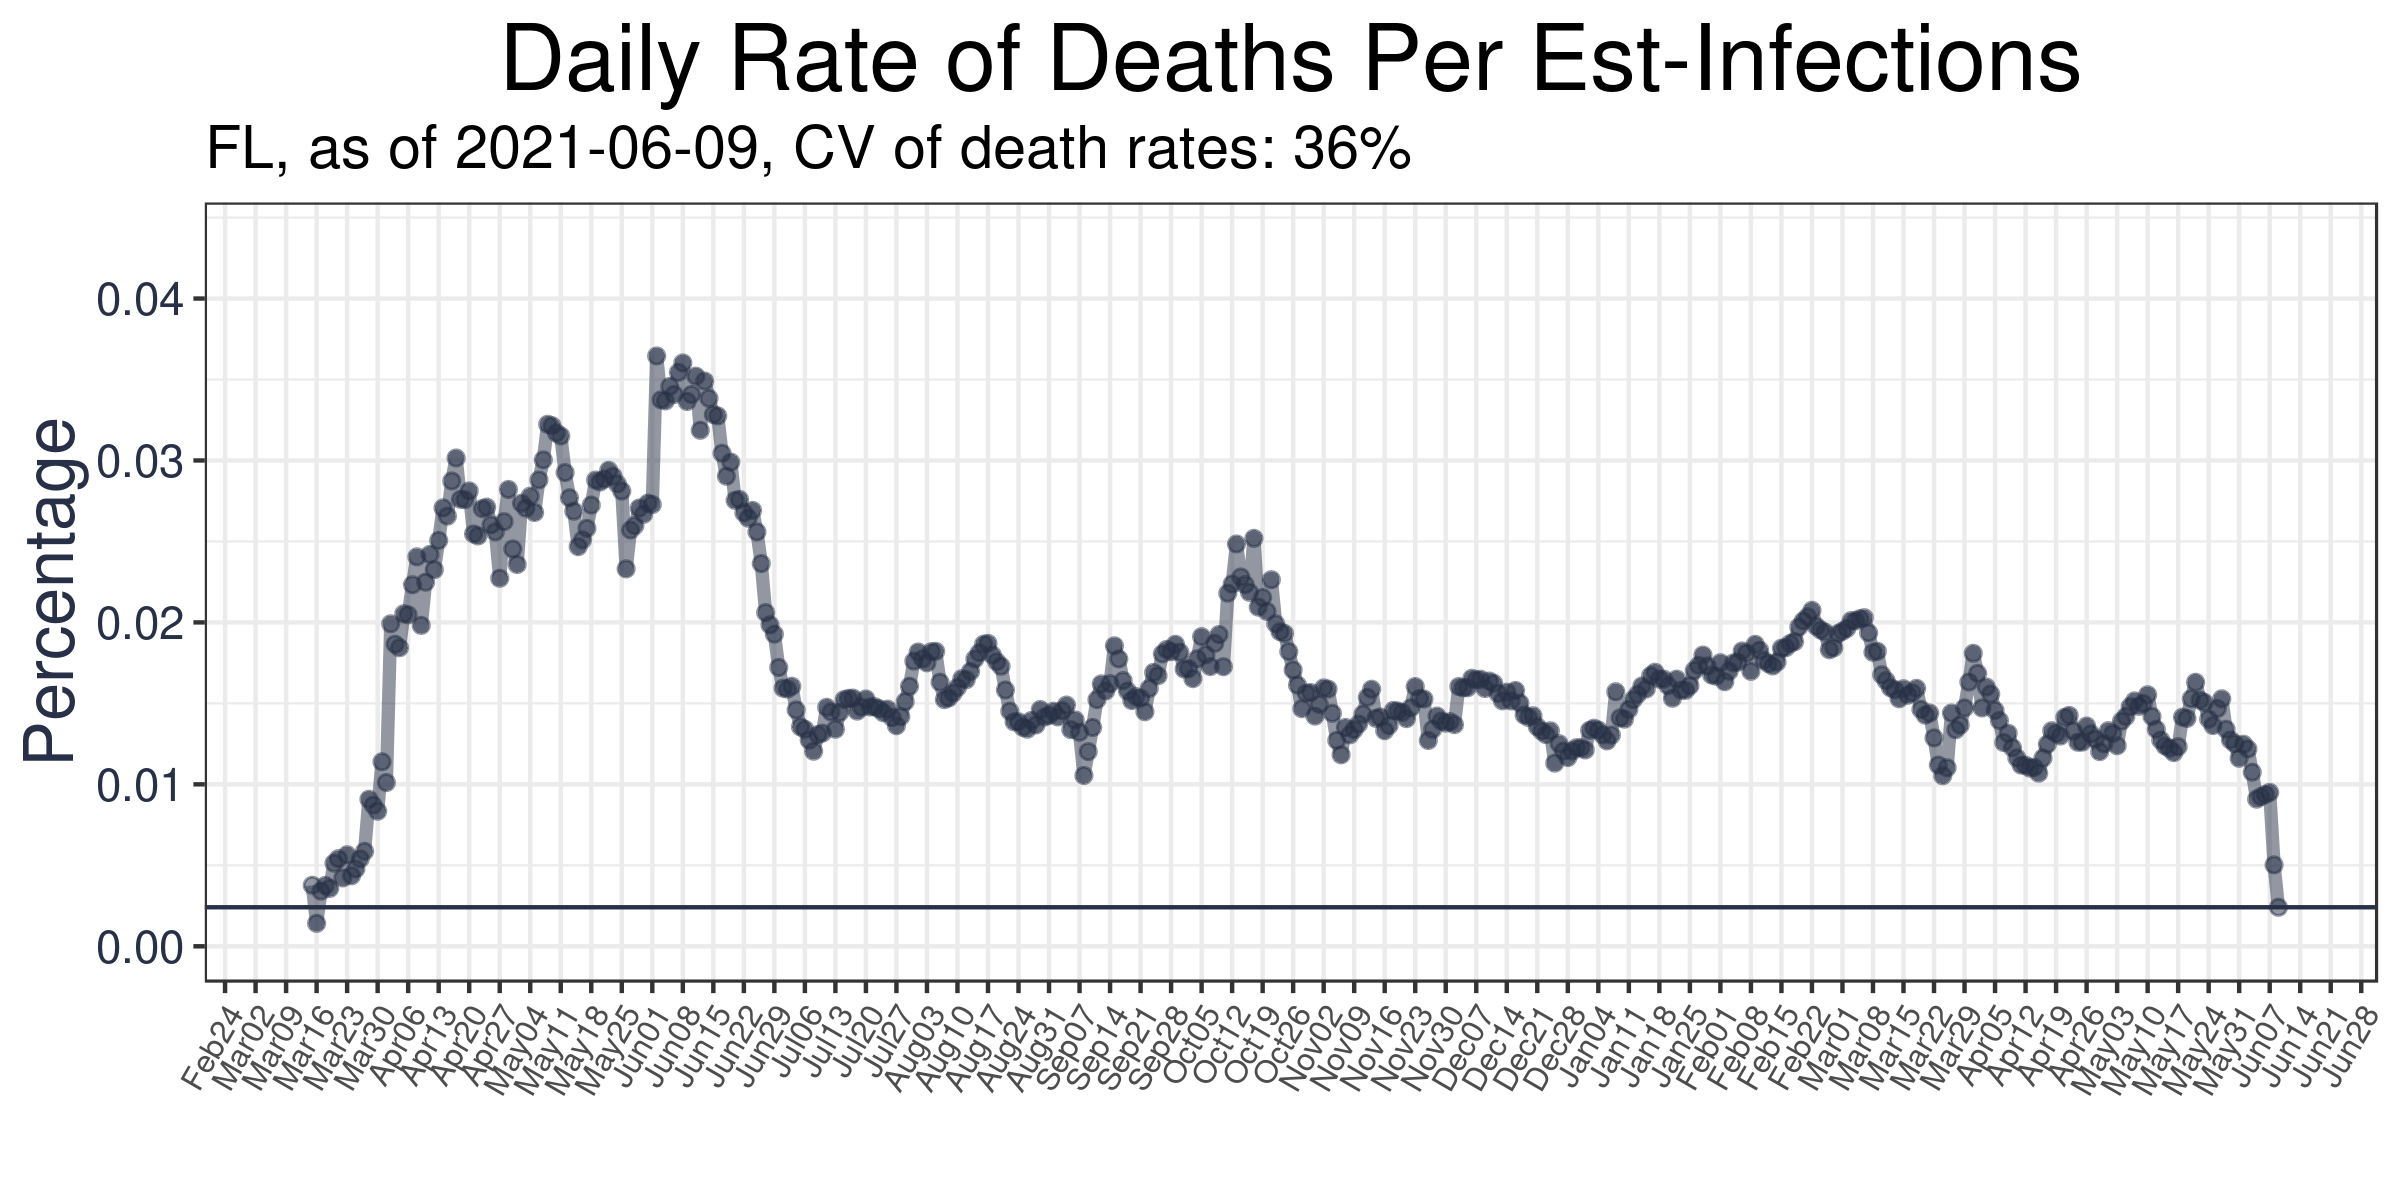 Daily Rate of Deaths Per Est-Infections
FL, as of 2021-06-09, CV of death rates: 36%
Percentage
0.04
0.03
0.02
0.01
0.00
Feb24
Mar02
Mar09
Mar16
Mar23
Mar30
Apr06
Apr13
Apr20
Apr27
May04
May11
May18
May25
Jun01
Jun08
Jun15
Jun22
Jun29
Jul06
Jul13
Jul20
Jul27
Aug03
Aug10
Aug17
Aug24
Aug31
Sep07
Sep14
Sep21
Sep28
Oct05
Oct12
Oct19
Oct26
Nov02
Nov09
Nov16
Nov23
Nov30
Dec07
Dec14
Dec21
Dec28
Jan04
Jan11
Jan18
Jan25
Feb01
Feb08
Feb15
Feb22
Mar01
Mar08
Mar15
Mar22
Mar29
Apr05
Apr12
Apr19
Apr26
May03
May10
May17
May24
May31
Jun07
Jun14
Jun21
Jun28